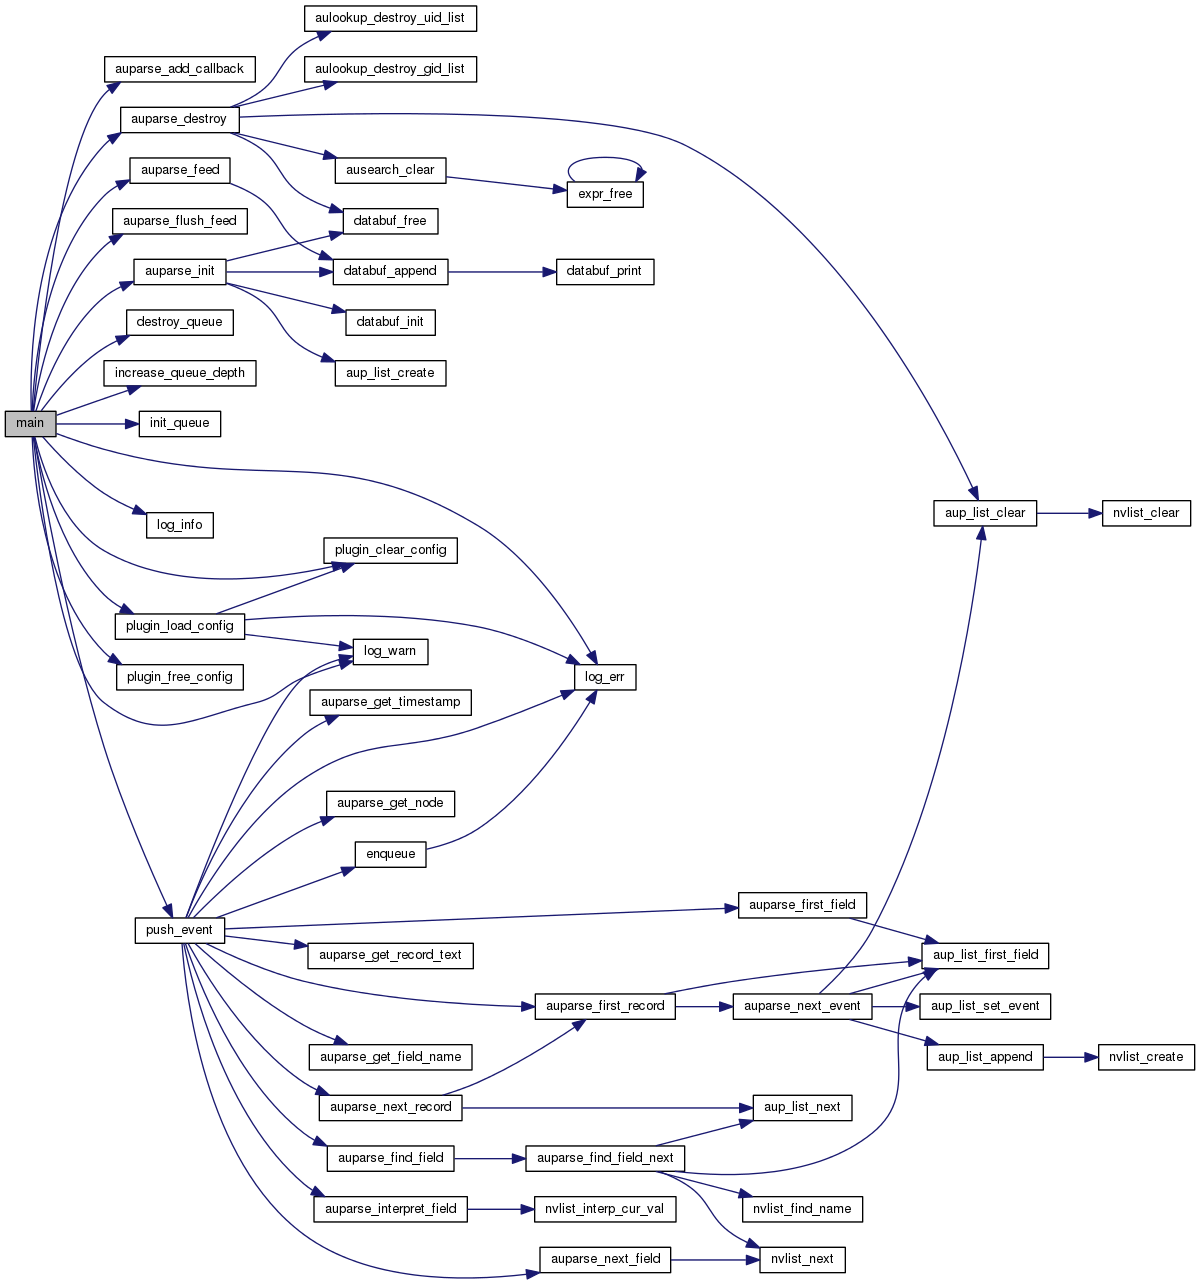 aulookup_destroy_uid_list
auparse_add_callback
aulookup_destroy_gid_list
auparse_destroy
auparse_feed
ausearch_clear
expr_free
auparse_flush_feed
databuf_free
auparse_init
databuf_append
databuf_print
destroy_queue
databuf_init
increase_queue_depth
aup_list_create
main
init_queue
log_info
aup_list_clear
nvlist_clear
plugin_clear_config
plugin_load_config
log_warn
plugin_free_config
log_err
auparse_get_timestamp
auparse_get_node
enqueue
auparse_first_field
push_event
auparse_get_record_text
aup_list_first_field
auparse_first_record
auparse_next_event
aup_list_set_event
auparse_get_field_name
aup_list_append
nvlist_create
auparse_next_record
aup_list_next
auparse_find_field
auparse_find_field_next
auparse_interpret_field
nvlist_interp_cur_val
nvlist_find_name
auparse_next_field
nvlist_next